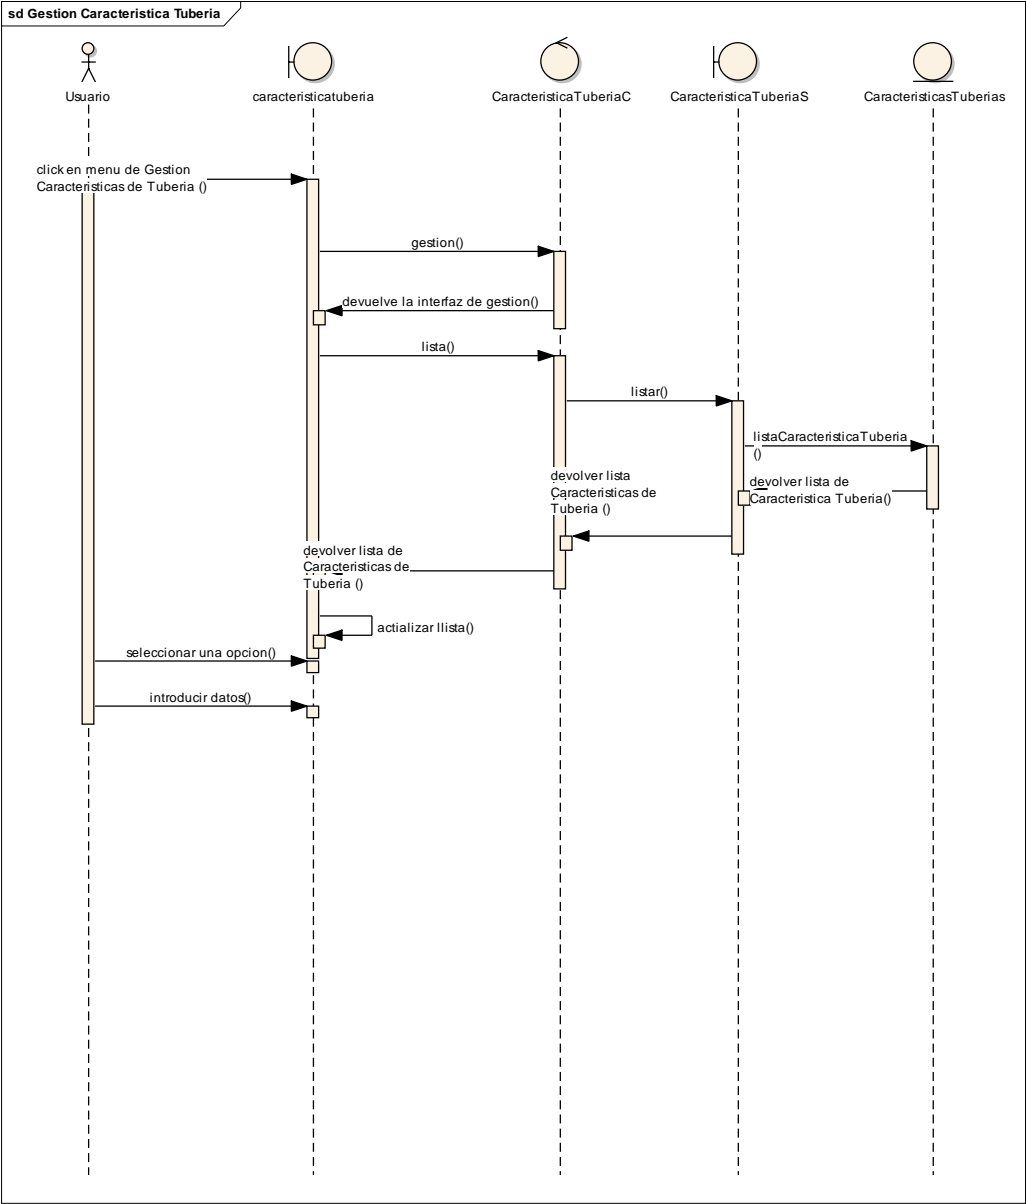 sd Gestion Caracteristica Tuberia
Usuario
caracteristicatuberia
CaracteristicaTuberiaC
CaracteristicaTuberiaS
CaracteristicasTuberias
click en menu de Gestion
Caracteristicas de Tuberia ()
gestion()
devuelve la interfaz de gestion()
lista()
listar()
listaCaracteristicaTuberia
()
devolver lista
Caracteristicas de
Tuberia ()
devolver lista de
Caracteristica Tuberia()
devolver lista de
Caracteristicas de
Tuberia ()
actializar llista()
seleccionar una opcion()
introducir datos()